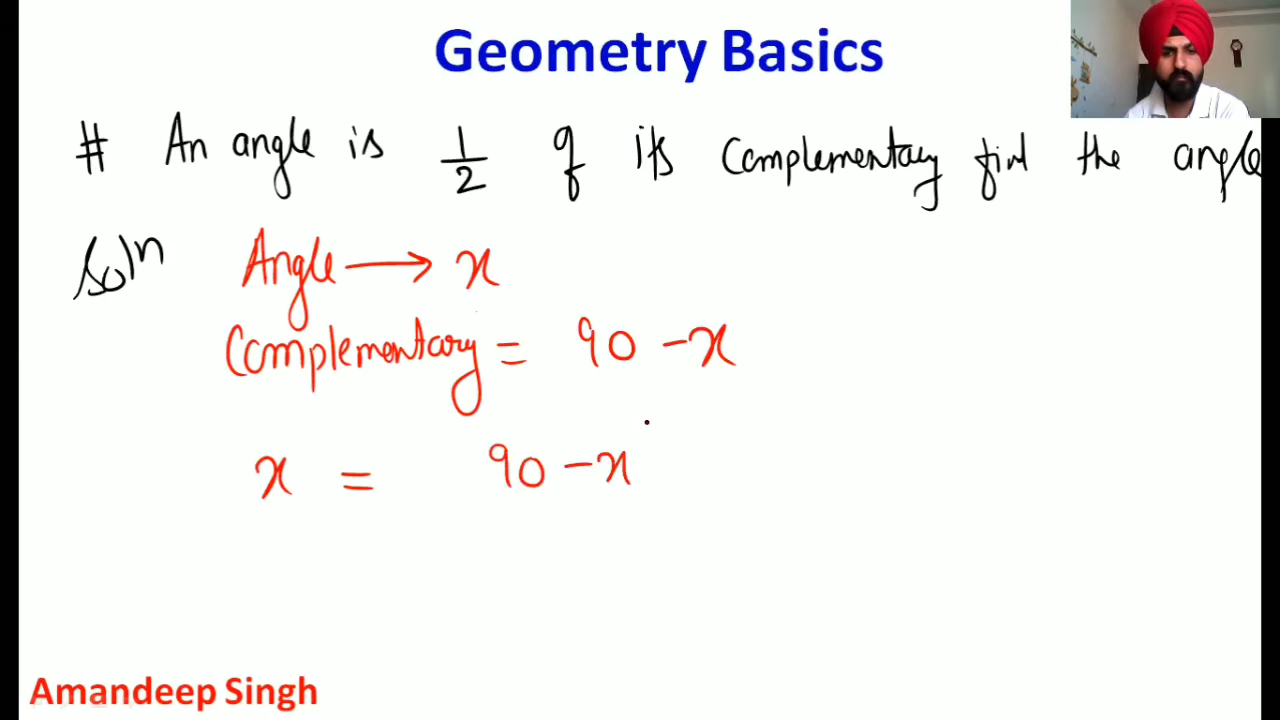 Geometry Basics
# An angle is 1/2 of its Complementary find the angle
Soln Angle → x
Complementary = 90 - x
x = 90 - x
Amandeep Singh